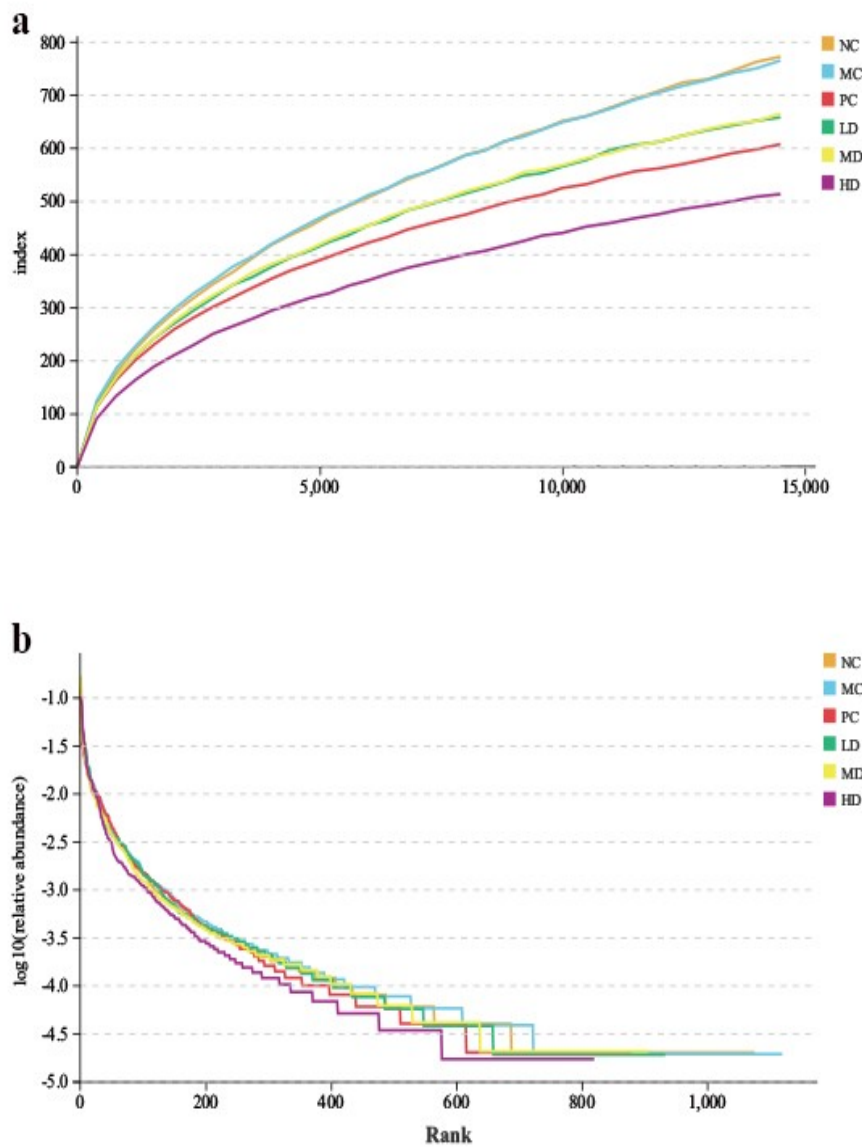 a
800
700
600
500
400
300
200
100
0
index
0 5,000 10,000 15,000
NC
MC
PC
LD
MD
HD
b
-1.0
-1.5
-2.0
-2.5
-3.0
-3.5
-4.0
-4.5
-5.0
log10(relative abundance)
0 200 400 600 800 1,000
Rank
NC
MC
PC
LD
MD
HD